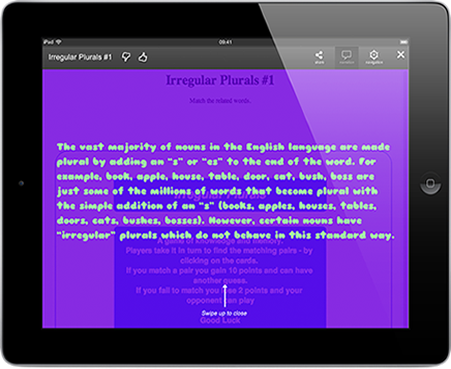 iPad
09:41
Irregular Plurals #1
share
narrative
navigation
Irregular Plurals #1
Match the related words.
The vast majority of nouns in the English language are made
plural by adding an "s" or "es" to the end of the word. For
example, book, apple, house, table, door, cat, bush, boss are
just some of the millions of words that become plural with
the simple addition of an "s" (books, apples, houses, tables,
doors, cats, bushes, bosses). However, certain nouns have
"irregular" plurals which do not behave in this standard way.
Irregular Plurals
A game of knowledge and memory.
Players take it in turn to find the matching pairs - by
clicking on the cards.
If you match a pair you gain 10 points and can have
another guess.
If you fail to match you lose 2 points and your
opponent can play
Swipe up to close
Good Luck